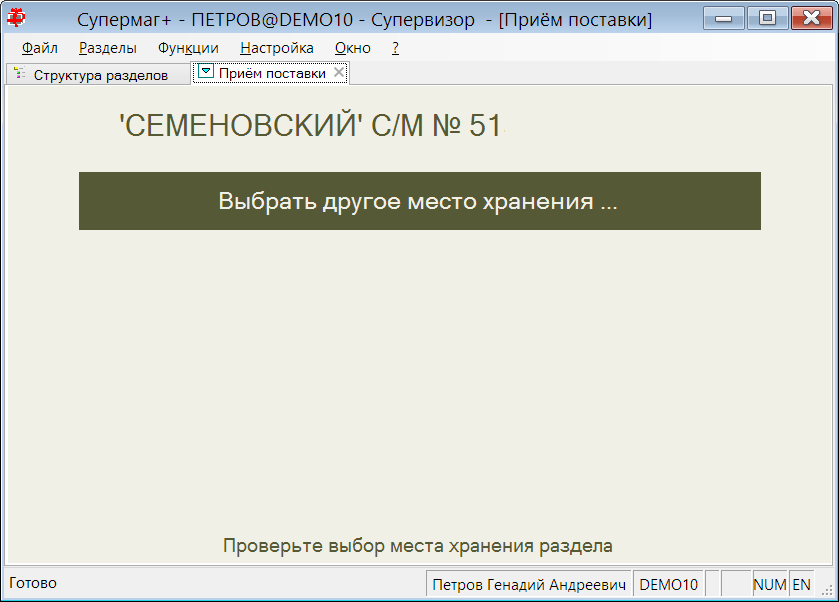 Супермаг+ - ПЕТРОВ@DEMO10 - Супервизор - [Приём поставки]
Файл Разделы Функции Настройка Окно ?
Структура разделов Приём поставки
'СЕМЕНОВСКИЙ' С/М № 51
Выбрать другое место хранения ...
Проверьте выбор места хранения раздела
Готово Петров Генадий Андреевич DEMO10 NUM EN